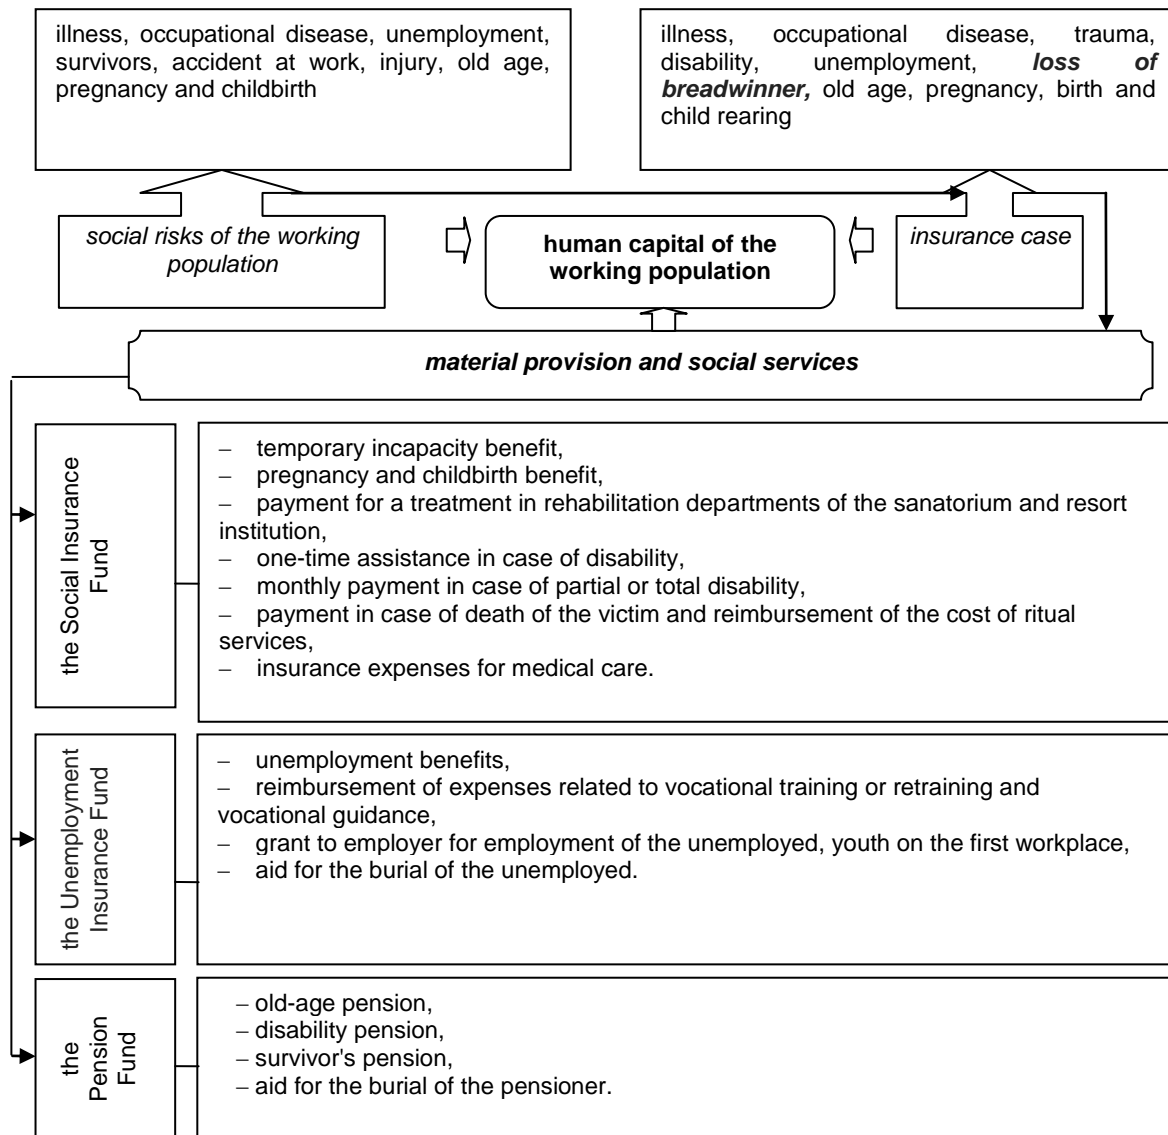 illness, occupational disease, unemployment,
survivors, accident at work, injury, old age,
pregnancy and childbirth
illness, occupational disease, trauma,
disability, unemployment, loss of
breadwinner, old age, pregnancy, birth and
child rearing
social risks of the working
population
human capital of the
working population
insurance case
material provision and social services
the Social Insurance
Fund
– temporary incapacity benefit,
– pregnancy and childbirth benefit,
– payment for a treatment in rehabilitation departments of the sanatorium and resort
institution,
– one-time assistance in case of disability,
– monthly payment in case of partial or total disability,
– payment in case of death of the victim and reimbursement of the cost of ritual
services,
– insurance expenses for medical care.
the Unemployment
Insurance Fund
– unemployment benefits,
– reimbursement of expenses related to vocational training or retraining and
vocational guidance,
– grant to employer for employment of the unemployed, youth on the first workplace,
– aid for the burial of the unemployed.
the
Pension
Fund
– old-age pension,
– disability pension,
– survivor's pension,
– aid for the burial of the pensioner.